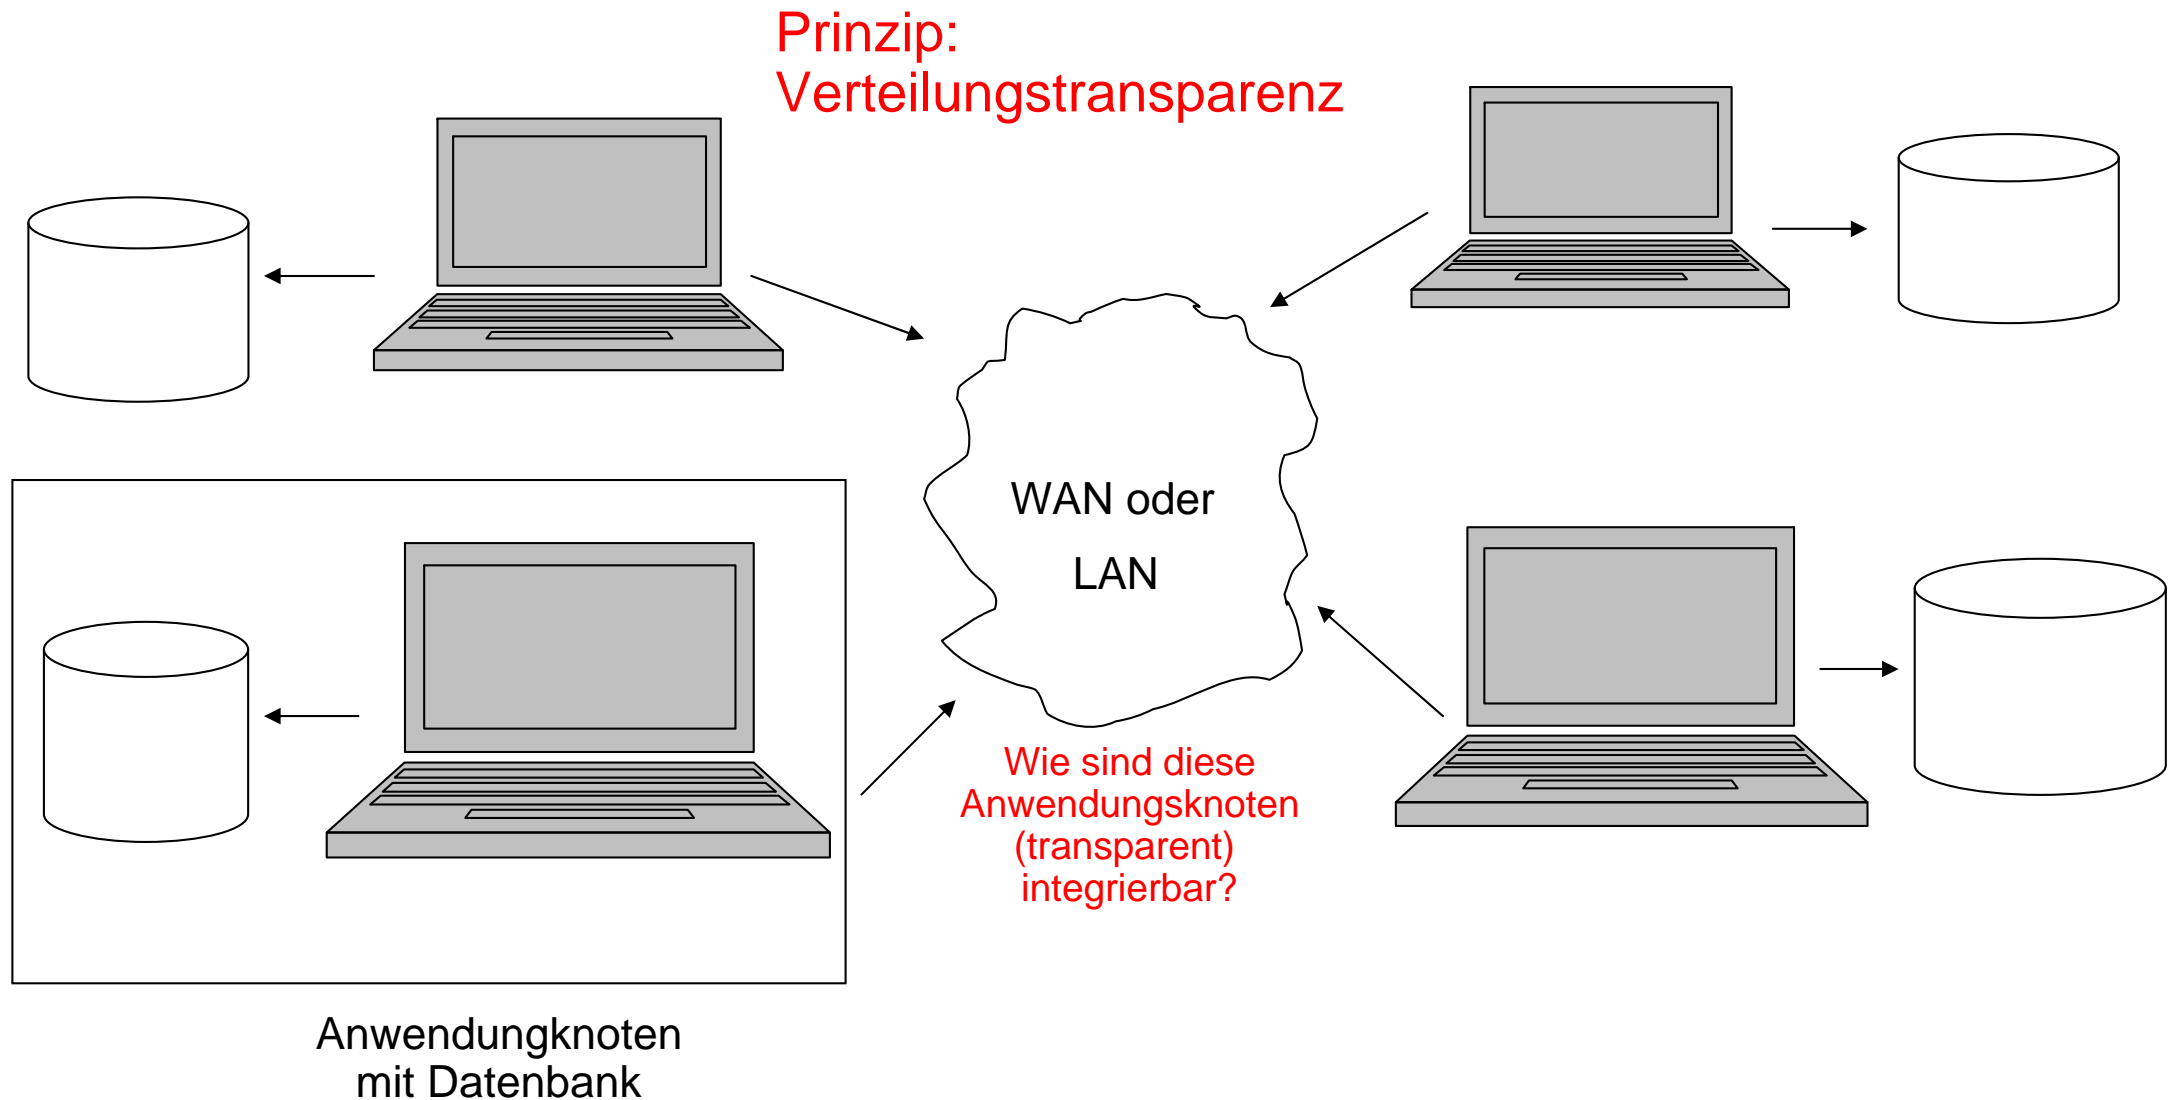 Prinzip:
Verteilungstransparenz
WAN oder
LAN
Wie sind diese
Anwendungsknoten
(transparent)
integrierbar?
Anwendungknoten
mit Datenbank